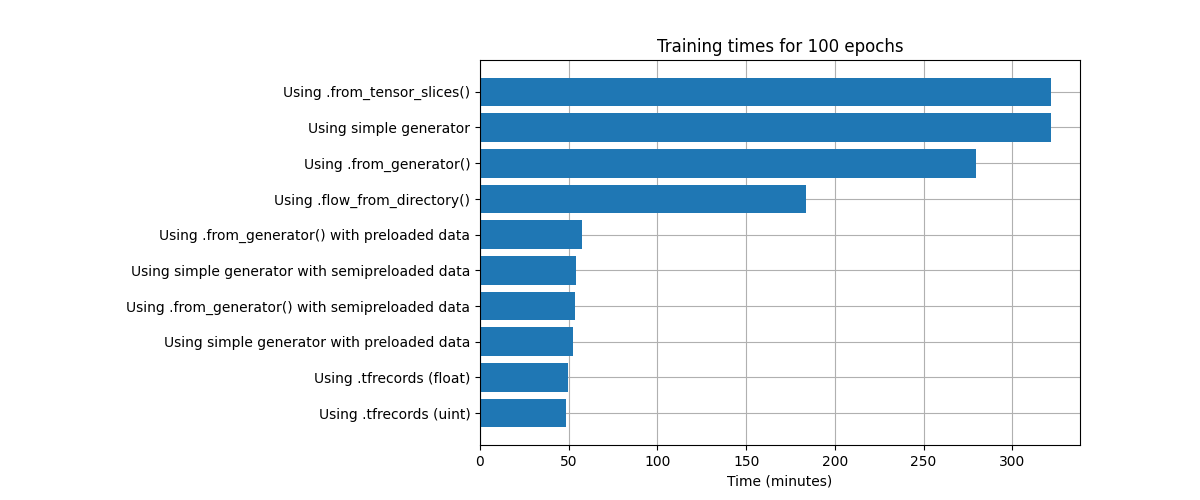 Training times for 100 epochs
Using .from_tensor_slices()
Using simple generator
Using .from_generator()
Using .flow_from_directory()
Using .from_generator() with preloaded data
Using simple generator with semipreloaded data
Using .from_generator() with semipreloaded data
Using simple generator with preloaded data
Using .tfrecords (float)
Using .tfrecords (uint)
0 50 100 150 200 250 300
Time (minutes)